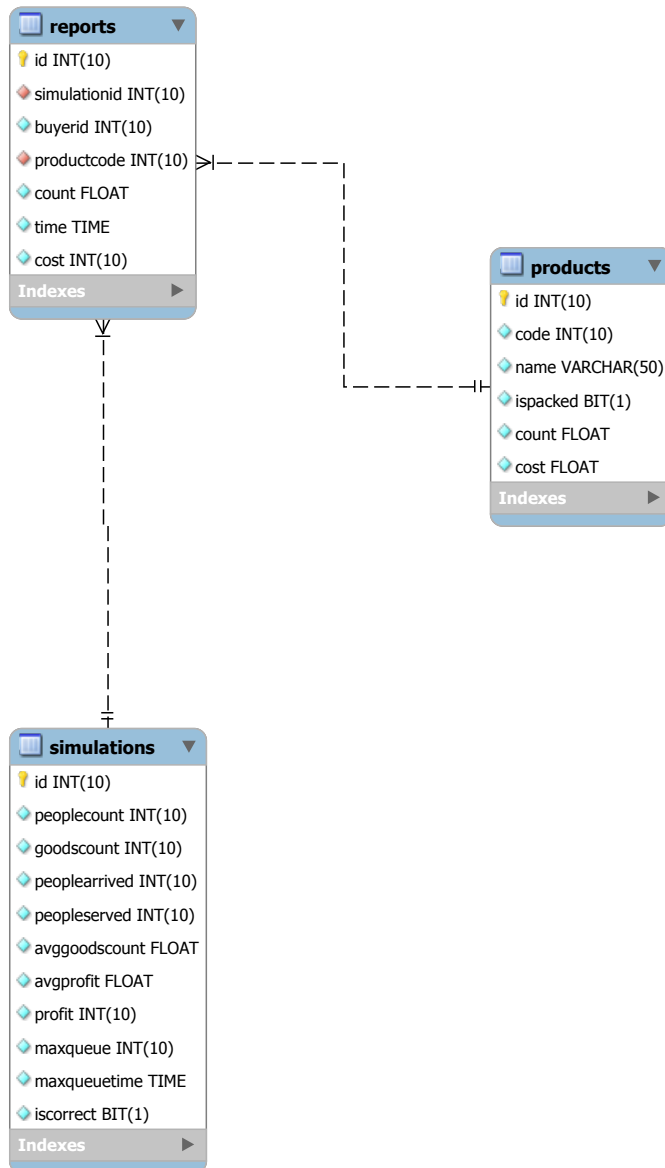 reports
id INT(10)
simulationid INT(10)
buyerid INT(10)
productcode INT(10)
count FLOAT
time TIME
cost INT(10)
Indexes
products
id INT(10)
code INT(10)
name VARCHAR(50)
ispacked BIT(1)
count FLOAT
cost FLOAT
Indexes
simulations
id INT(10)
peoplecount INT(10)
goodscount INT(10)
peoplearrived INT(10)
peopleserved INT(10)
avggoodscount FLOAT
avgprofit FLOAT
profit INT(10)
maxqueue INT(10)
maxqueuetime TIME
iscorrect BIT(1)
Indexes